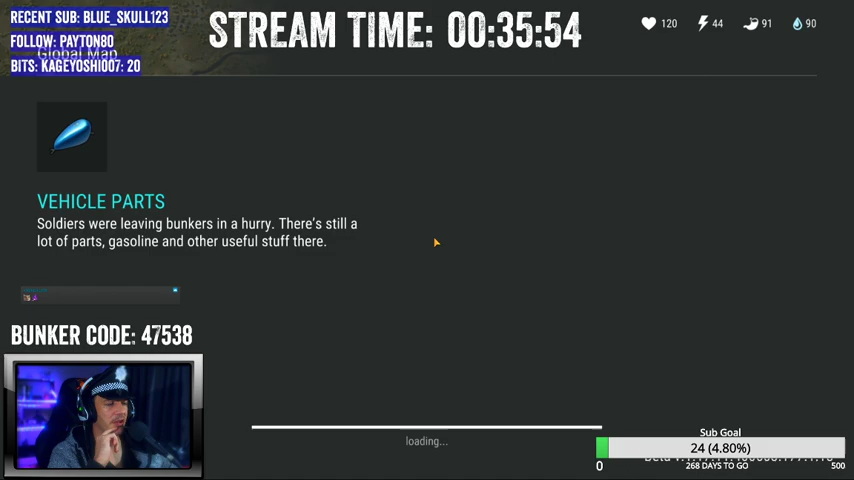 RECENT SUB: BLUE_SKULL123
FOLLOW: PAYTON80
Global Map
BITS: KAGEYOSHI007: 20
STREAM TIME: 00:35:54
120 44 91 90
VEHICLE PARTS
Soldiers were leaving bunkers in a hurry. There's still a
lot of parts, gasoline and other useful stuff there.
BUNKER CODE: 47538
loading...
Sub Goal
24 (4.80%)
0 268 DAYS TO GO 500